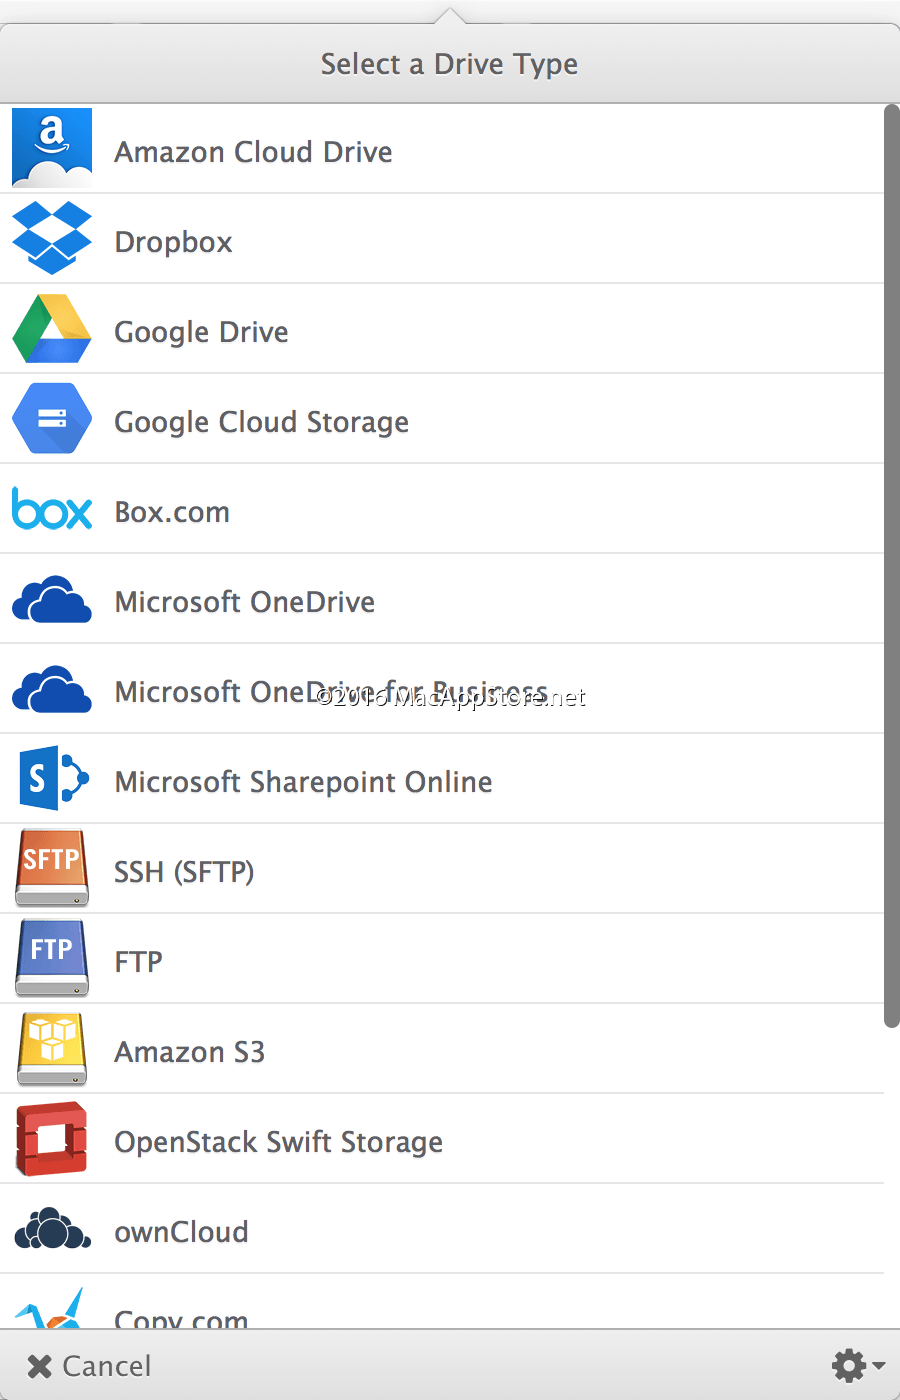 Select a Drive Type
a
Amazon Cloud Drive
Dropbox
Google Drive
Google Cloud Storage
box
Box.com
Microsoft OneDrive
Microsoft OneDrive for Business
©2016 MacAppStore.net
S
Microsoft Sharepoint Online
SFTP
SSH (SFTP)
FTP
FTP
Amazon S3
OpenStack Swift Storage
ownCloud
Copy.com
Cancel